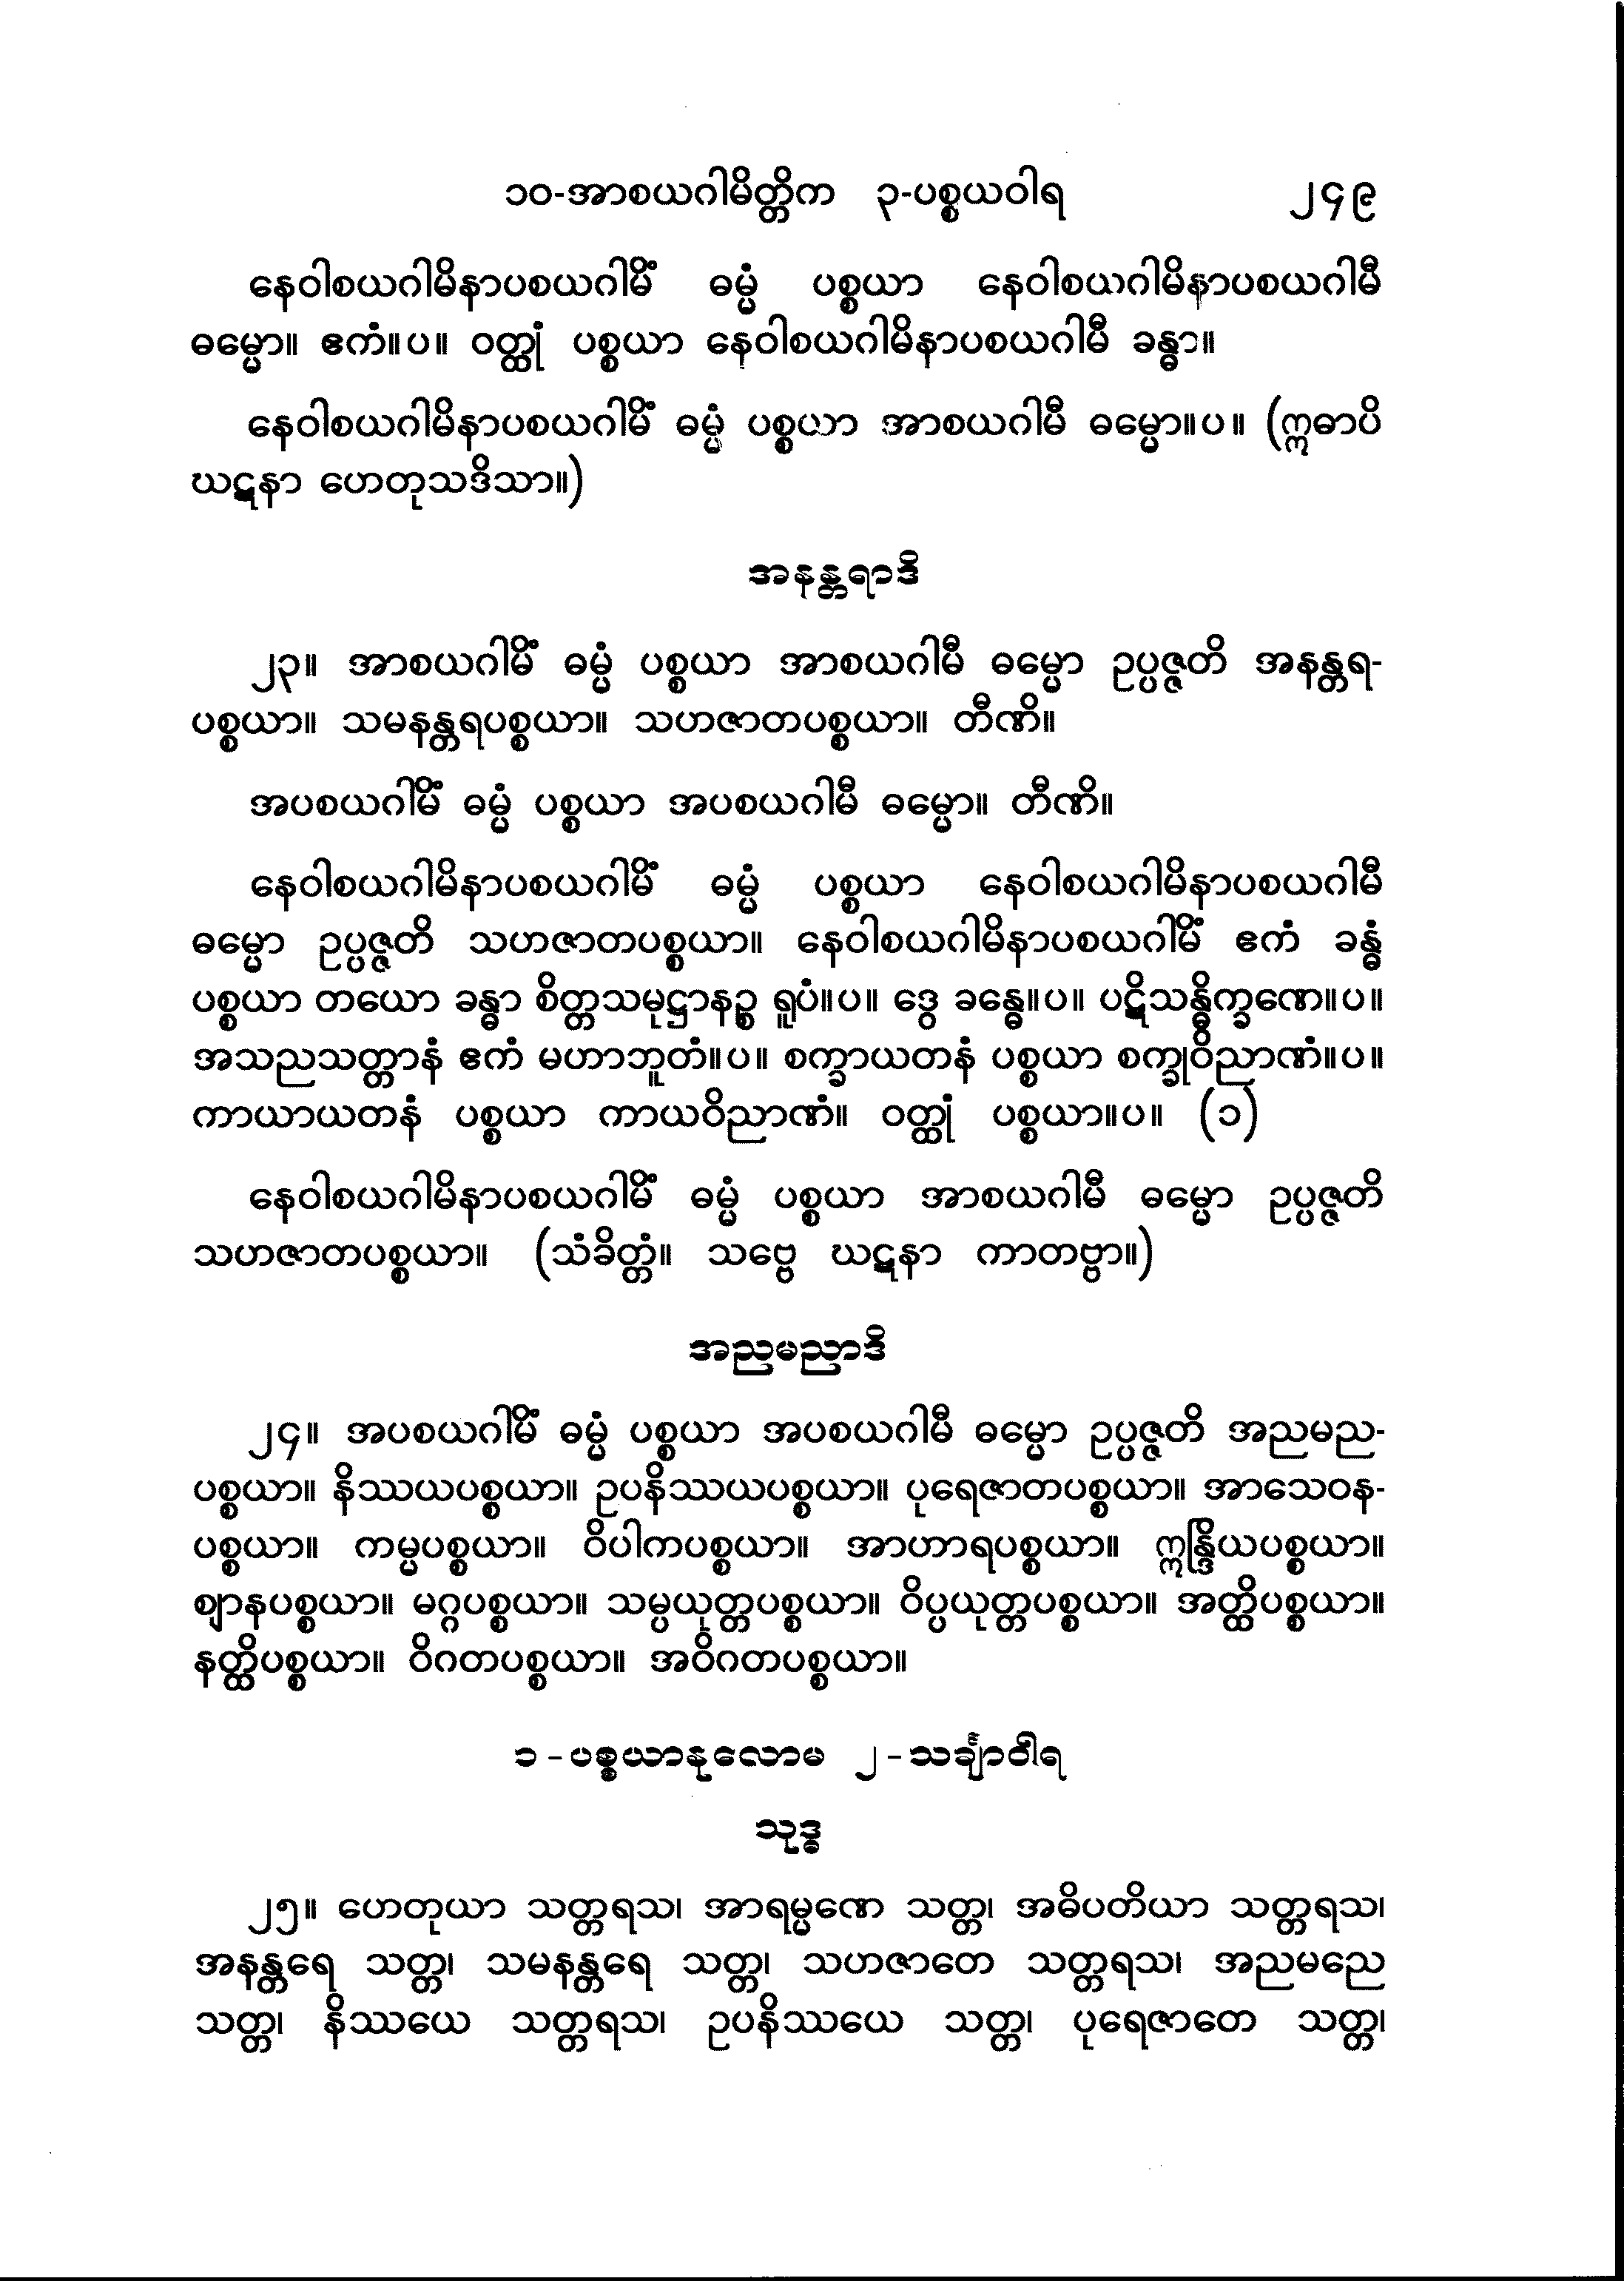 ၁၀-အာစယဂါမိတ္တိက ၃-ပစ္စယဝါရ ၂၄၉
နေဝါစယဂါမိနာပစယဂါမိံ ဓမ္မံ ပစ္စယာ နေဝါစယဂါမိနာပစယဂါမီ
ဓမ္မော။ ဧကံ။ပ။ ဝတ္ထုံ ပစ္စယာ နေဝါစယဂါမိနာပစယဂါမီ ခန္ဓာ။
နေဝါစယဂါမိနာပစယဂါမိံ ဓမ္မံ ပစ္စယာ အာစယဂါမီ ဓမ္မော။ပ။ (ဣဓာပိ
ဃဋနာ ဟေတုသဒိသာ။)
အနန္တရာဒိ
၂၃။ အာစယဂါမိံ ဓမ္မံ ပစ္စယာ အာစယဂါမီ ဓမ္မော ဥပ္ပဇ္ဇတိ အနန္တရ-
ပစ္စယာ။ သမနန္တရပစ္စယာ။ သဟဇာတပစ္စယာ။ တီဏိ။
အပစယဂါမိံ ဓမ္မံ ပစ္စယာ အပစယဂါမီ ဓမ္မော။ တီဏိ။
နေဝါစယဂါမိနာပစယဂါမိံ ဓမ္မံ ပစ္စယာ နေဝါစယဂါမိနာပစယဂါမီ
ဓမ္မော ဥပ္ပဇ္ဇတိ သဟဇာတပစ္စယာ။ နေဝါစယဂါမိနာပစယဂါမိံ ဧကံ ခန္ဓံ
ပစ္စယာ တယော ခန္ဓာ စိတ္တသမုဋ္ဌာနဉ္စ ရူပံ။ပ။ ဒွေ ခန္ဓေ။ပ။ ပဋိသန္ဓိက္ခဏေ။ပ။
အသညသတ္တာနံ ဧကံ မဟာဘူတံ။ပ။ စက္ခာယတနံ ပစ္စယာ စက္ခုဝိညာဏံ။ပ။
ကာယာယတနံ ပစ္စယာ ကာယဝိညာဏံ။ ဝတ္ထုံ ပစ္စယာ။ပ။ (၁)
နေဝါစယဂါမိနာပစယဂါမိံ ဓမ္မံ ပစ္စယာ အာစယဂါမီ ဓမ္မော ဥပ္ပဇ္ဇတိ
သဟဇာတပစ္စယာ။ (သံခိတ္တံ။ သဗ္ဗေ ဃဋနာ ကာတဗ္ဗာ။)
အညမညာဒိ
၂၄။ အပစယဂါမိံ ဓမ္မံ ပစ္စယာ အပစယဂါမီ ဓမ္မော ဥပ္ပဇ္ဇတိ အညမည-
ပစ္စယာ။ နိဿယပစ္စယာ။ ဥပနိဿယပစ္စယာ။ ပုရေဇာတပစ္စယာ။ အာသေဝန-
ပစ္စယာ။ ကမ္မပစ္စယာ။ ဝိပါကပစ္စယာ။ အာဟာရပစ္စယာ။ ဣန္ဒြိယပစ္စယာ။
ဈာနပစ္စယာ။ မဂ္ဂပစ္စယာ။ သမ္ပယုတ္တပစ္စယာ။ ဝိပ္ပယုတ္တပစ္စယာ။ အတ္ထိပစ္စယာ။
နတ္ထိပစ္စယာ။ ဝိဂတပစ္စယာ။ အဝိဂတပစ္စယာ။
၁-ပစ္စယာနုလောမ ၂-သင်္ချာဝါရ
သုဒ္ဓ
၂၅။ ဟေတုယာ သတ္တရသ၊ အာရမ္မဏေ သတ္တ၊ အဓိပတိယာ သတ္တရသ၊
အနန္တရေ သတ္တ၊ သမနန္တရေ သတ္တ၊ သဟဇာတေ သတ္တရသ၊ အညမညေ
သတ္တ၊ နိဿယေ သတ္တရသ၊ ဥပနိဿယေ သတ္တ၊ ပုရေဇာတေ သတ္တ၊